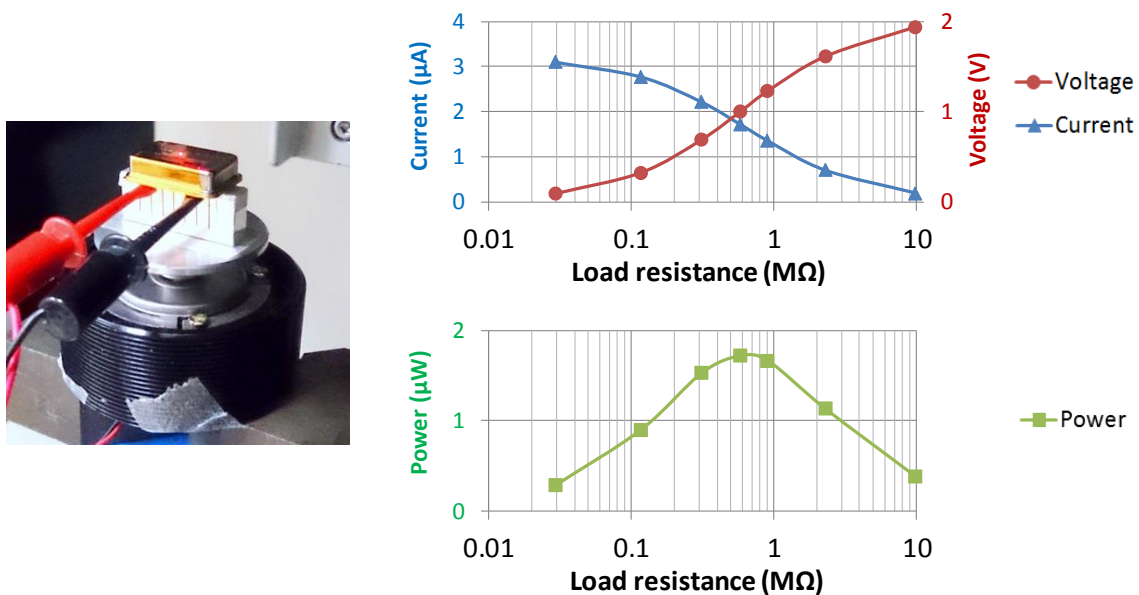 4
3
2
1
0
Current (µA)
2
1
0
Voltage (V)
0.01
0.1
1
10
Load resistance (MΩ)
Voltage
Current
2
1
0
Power (µW)
0.01
0.1
1
10
Load resistance (MΩ)
Power